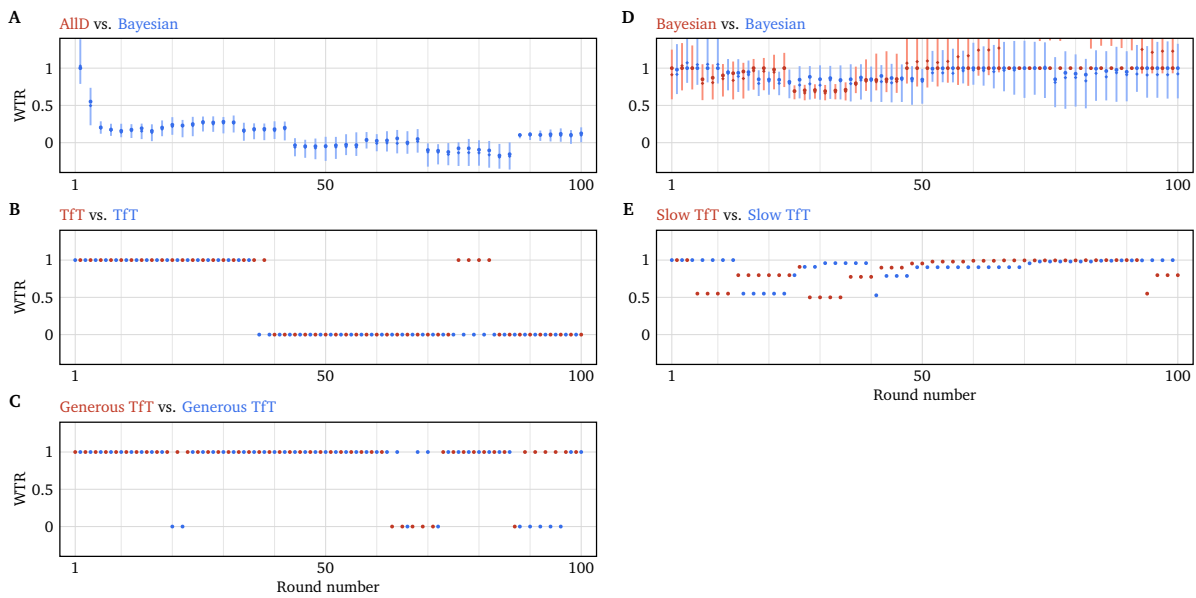 A
AllD vs. Bayesian
WTR
1
0.5
0
1 50 100
B
TfT vs. TfT
WTR
1
0.5
0
1 50 100
C
Generous TfT vs. Generous TfT
WTR
1
0.5
0
1 50 100
Round number
D
Bayesian vs. Bayesian
1
0.5
0
1 50 100
E
Slow TfT vs. Slow TfT
1
0.5
0
1 50 100
Round number